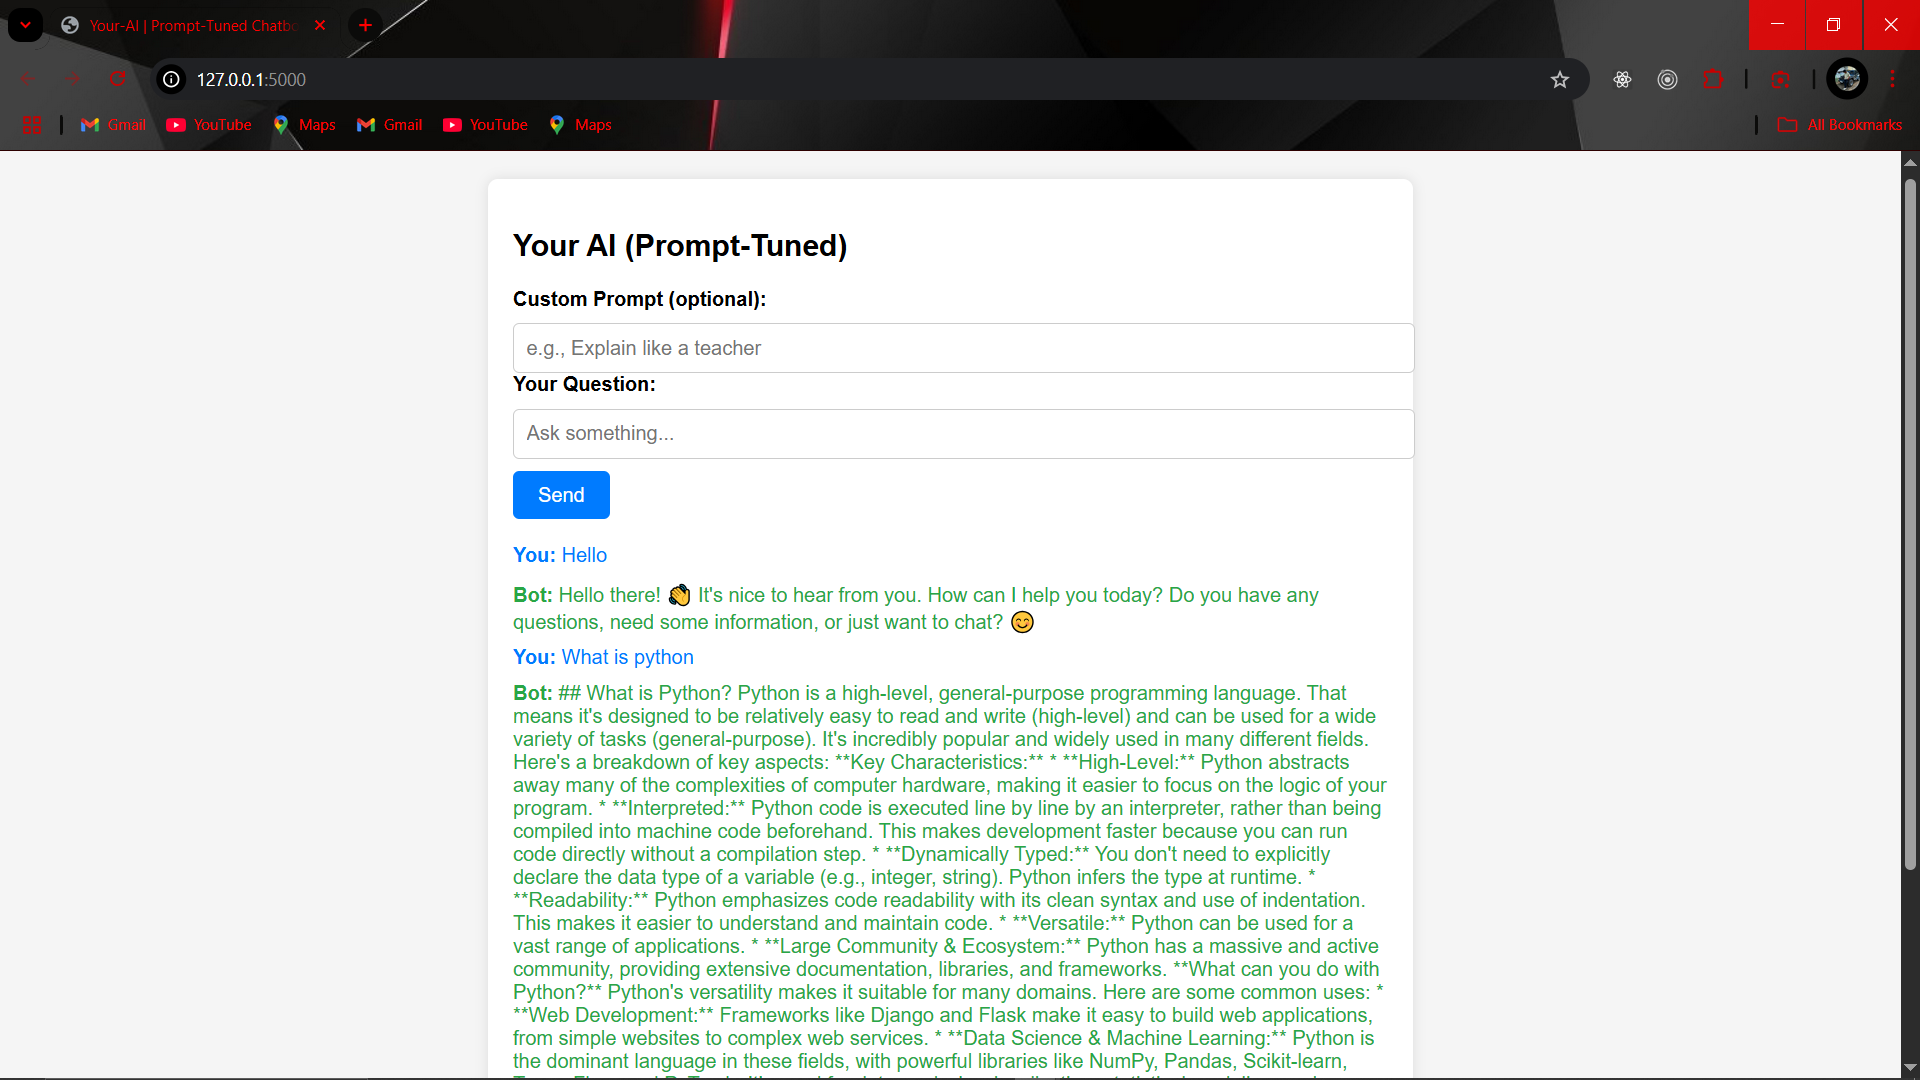 Your-AI | Prompt-Tuned Chatbo
127.0.0.1:5000
Gmail YouTube Maps Gmail YouTube Maps All Bookmarks
Your AI (Prompt-Tuned)
Custom Prompt (optional):
e.g., Explain like a teacher
Your Question:
Ask something...
Send
You: Hello
Bot: Hello there! 👋 It's nice to hear from you. How can I help you today? Do you have any
questions, need some information, or just want to chat? 😊
You: What is python
Bot: ## What is Python? Python is a high-level, general-purpose programming language. That
means it's designed to be relatively easy to read and write (high-level) and can be used for a wide
variety of tasks (general-purpose). It's incredibly popular and widely used in many different fields.
Here's a breakdown of key aspects: **Key Characteristics:** * **High-Level:** Python abstracts
away many of the complexities of computer hardware, making it easier to focus on the logic of your
program. * **Interpreted:** Python code is executed line by line by an interpreter, rather than being
compiled into machine code beforehand. This makes development faster because you can run
code directly without a compilation step. * **Dynamically Typed:** You don't need to explicitly
declare the data type of a variable (e.g., integer, string). Python infers the type at runtime. *
**Readability:** Python emphasizes code readability with its clean syntax and use of indentation.
This makes it easier to understand and maintain code. * **Versatile:** Python can be used for a
vast range of applications. * **Large Community & Ecosystem:** Python has a massive and active
community, providing extensive documentation, libraries, and frameworks. **What can you do with
Python?** Python's versatility makes it suitable for many domains. Here are some common uses: *
**Web Development:** Frameworks like Django and Flask make it easy to build web applications,
from simple websites to complex web services. * **Data Science & Machine Learning:** Python is
the dominant language in these fields, with powerful libraries like NumPy, Pandas, Scikit-learn,